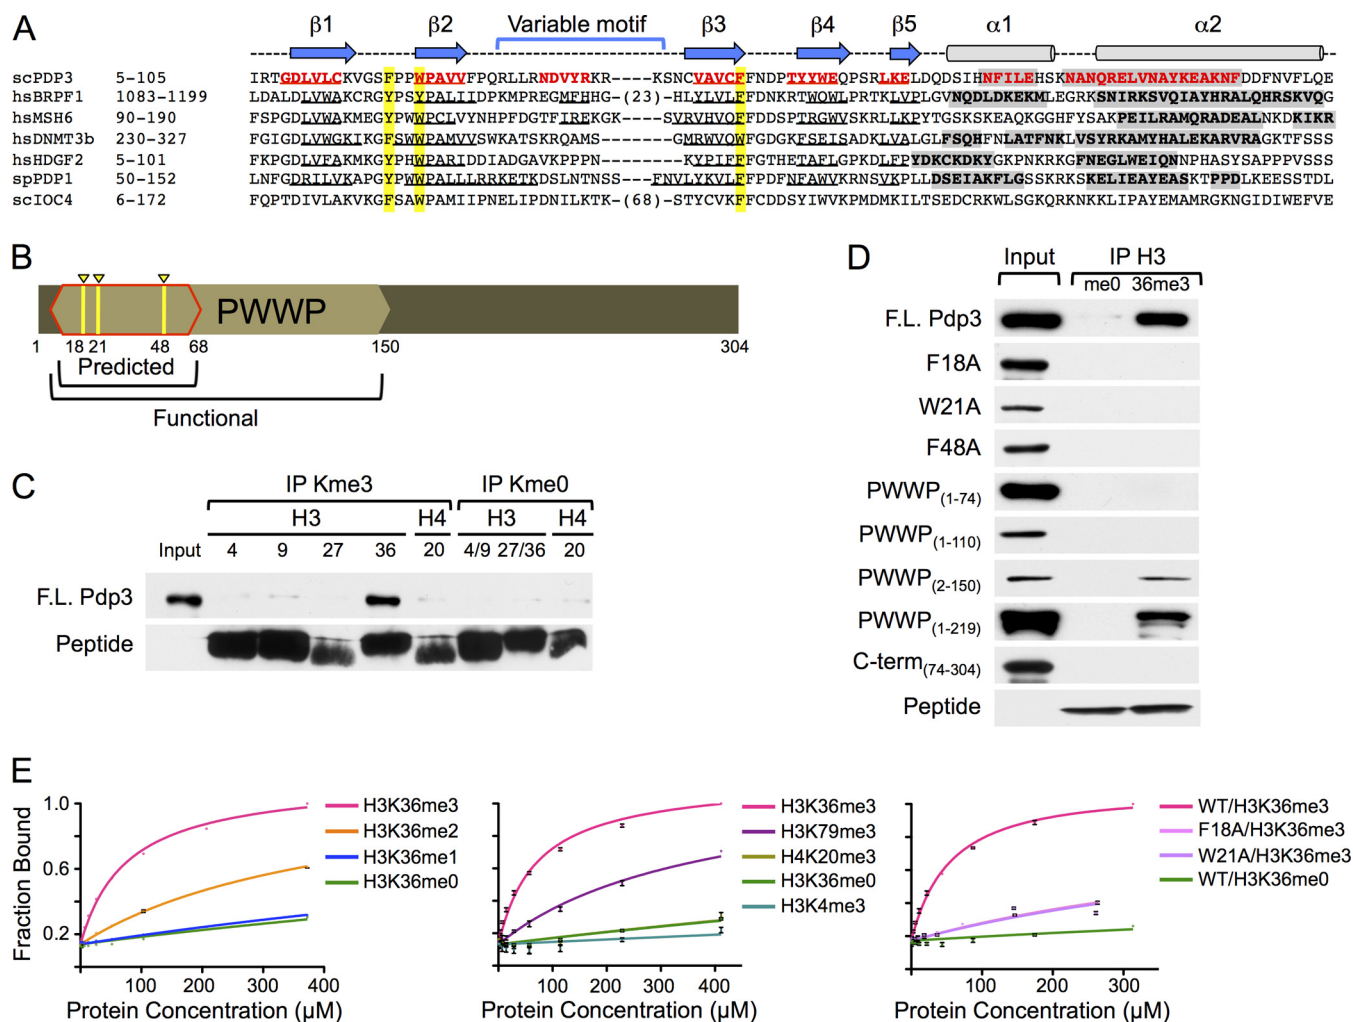 A
β1 β2 Variable motif β3 β4 β5 α1 α2
scPDP3 5-105 IRTGDLVLCKVGSFPPWPAVVFPQRLLRNDVYRKR-----KSNCVAVCFFNDPTYYWEQPSRLKELDQDSIHNFILEHSKNANQRELVNAYKEAKNFDDFNVFLQE
hsBRPF1 1083-1199 LDALDLVWAKCRGYPSYPALIIDPKMPREGMFHHG-(23)-HLYLVLFFDNKRTWQWLPRTKLVPLGVNQDLDKEKMLEGRKSNIRKSVQIAYHRALQHRSKVQG
hsMSH6 90-190 FSPGDLVWAKMEGYPWWPCLVYNHPFDGTFIREKGK---SVRVHVQFFDDSPTRGWVSKRLLKPYTGSKSKEAQKGGHFYSAKPEILRAMQRADEALNKDKIKR
hsDNMT3b 230-327 FGIGDLVWGKIKGFSWWPAMVVSWKATSKRQAMS------GMRWVQWFGDGKFSEISADKLVALGLFSQHFNLATFNKLVSYRKAMYHALEKARVRAGKTFSSS
hsHDGF2 5-101 FKPGDLVFAKMKGYPHWPARIDDIADGAVKPPPN------KYPIFFFGTHETAFLGPKDLFPYDKCKDKYGKPNKRKGFNEGLWEIQNNPHASYSAPPPVSSS
spPDP1 50-152 LNFGDRILVKAPGYPWWPALLLRRKETKDSLNTNSS---FNVLYKVLFFPDFNFAWVKRNSVKPLLDSEIAKFLGSSKRKSKELIEAYEASKTPPDLKEESSTDL
scIOC4 6-172 FQPTDIVLAKVKGFSAWPAMIIPNELIPDNILKTK-(68)-STYCVKFFCDDSYIWVKPMDMKILTSEDCRKWLSGKQRKNKKLIPAYEMAMRGKNGIDIWEFVE
B
PWWP
1 18 21 48 68 150 304
Predicted
Functional
C
IP Kme3 IP Kme0
H3 H4 H3 H4
Input 4 9 27 36 20 4/9 27/36 20
F.L. Pdp3
Peptide
D
Input IP H3
me0 36me3
F.L. Pdp3
F18A
W21A
F48A
PWWP(1-74)
PWWP(1-110)
PWWP(2-150)
PWWP(1-219)
C-term(74-304)
Peptide
E
Fraction Bound
1.0
0.6
0.2
0 100 200 300 400
Protein Concentration (µM)
H3K36me3
H3K36me2
H3K36me1
H3K36me0
0 100 200 300 400
Protein Concentration (µM)
H3K36me3
H3K79me3
H4K20me3
H3K36me0
H3K4me3
0 100 200 300
Protein Concentration (µM)
WT/H3K36me3
F18A/H3K36me3
W21A/H3K36me3
WT/H3K36me0